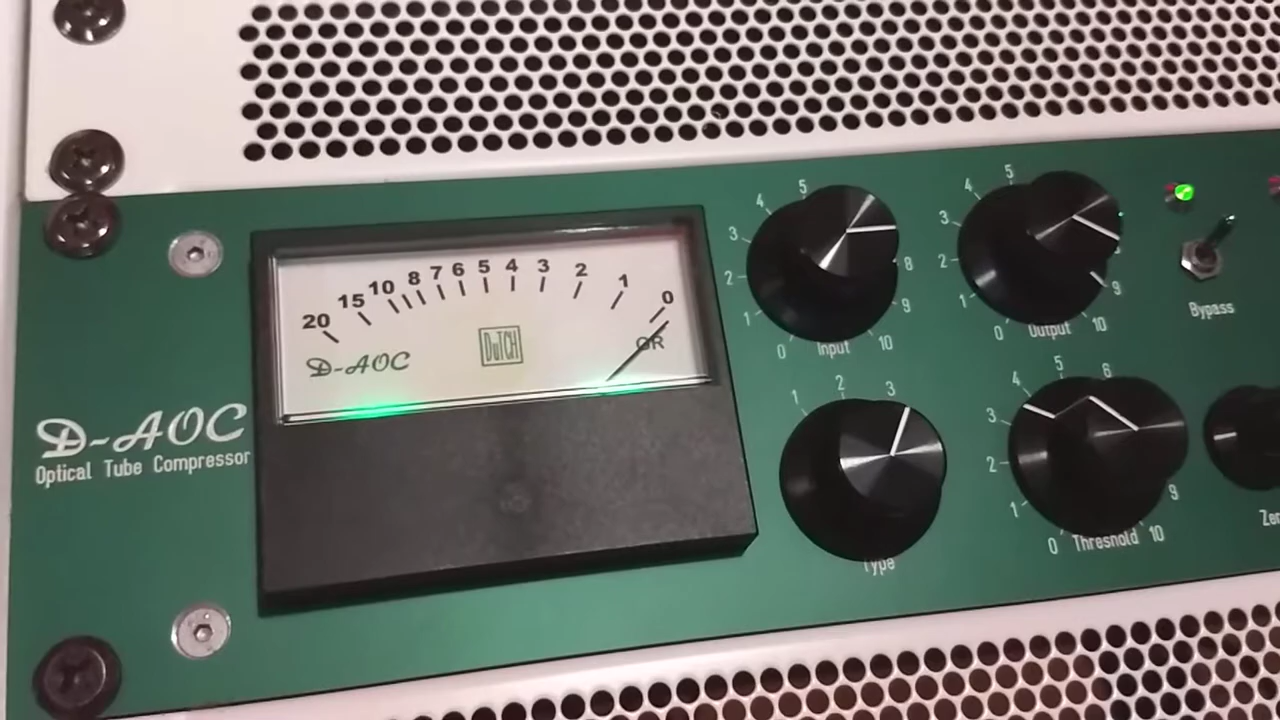 20 15 10 8 7 6 5 4 3 2 1 0
D-AOC
DUTCH
GR
D-AOC
Optical Tube Compressor
0 1 2 3 4 5 8 9 10
Input
0 1 2 3 4 5 9 10
Output
Bypass
1 2 3
Type
0 1 2 3 4 5 6 9 10
Threshold